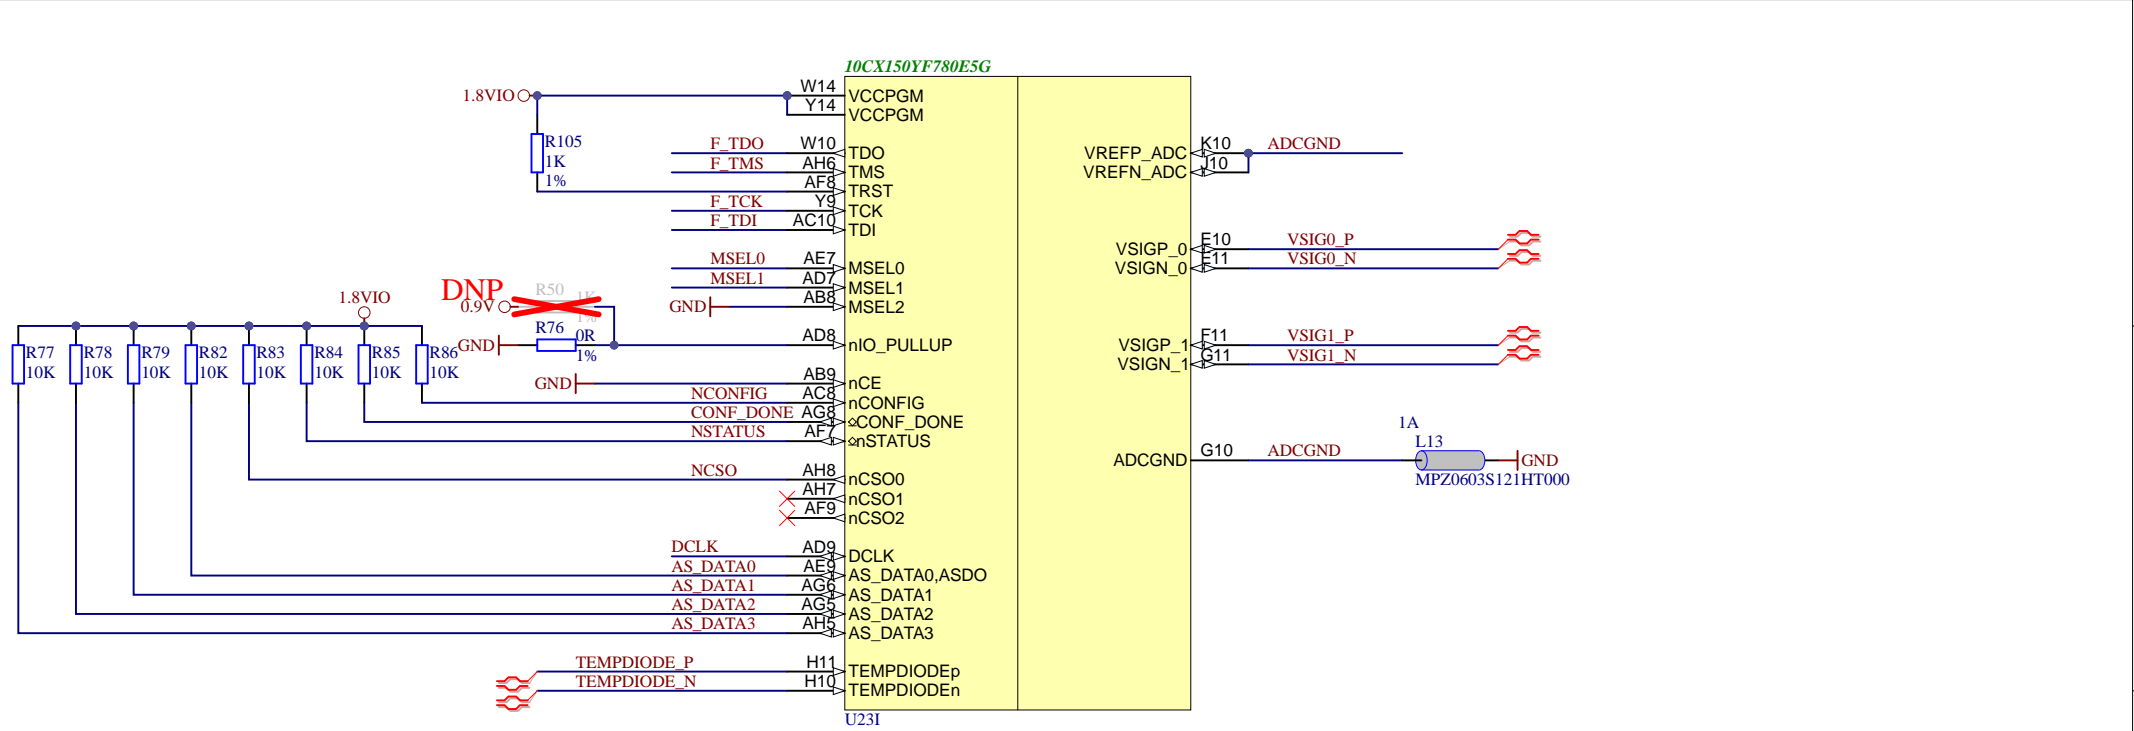 10CX150YF780E5G
1.8VIO
W14
VCCPGM
Y14
VCCPGM
R105
1K
1%
F_TDO
W10
TDO
F_TMS
AH6
TMS
AF8
TRST
F_TCK
Y9
TCK
F_TDI
AC10
TDI
MSEL0
AE7
MSEL0
MSEL1
AD7
MSEL1
GND
AB8
MSEL2
DNP
0.9V
R50
1K
1%
R76
0R
1%
GND
AD8
nIO_PULLUP
1.8VIO
R77
10K
R78
10K
R79
10K
R82
10K
R83
10K
R84
10K
R85
10K
R86
10K
GND
AB9
nCE
NCONFIG
AC8
nCONFIG
CONF_DONE
AG8
CONF_DONE
NSTATUS
AF7
nSTATUS
NCSO
AH8
nCSO0
AH7
nCSO1
AF9
nCSO2
DCLK
AD9
DCLK
AS_DATA0
AE9
AS_DATA0,ASDO
AS_DATA1
AG6
AS_DATA1
AS_DATA2
AG5
AS_DATA2
AS_DATA3
AH5
AS_DATA3
TEMPDIODE_P
H11
TEMPDIODEp
TEMPDIODE_N
H10
TEMPDIODEn
U23I
VREFP_ADC
K10
ADCGND
VREFN_ADC
J10
VSIGP_0
E10
VSIG0_P
VSIGN_0
E11
VSIG0_N
VSIGP_1
F11
VSIG1_P
VSIGN_1
G11
VSIG1_N
ADCGND
G10
ADCGND
1A
L13
GND
MPZ0603S121HT000